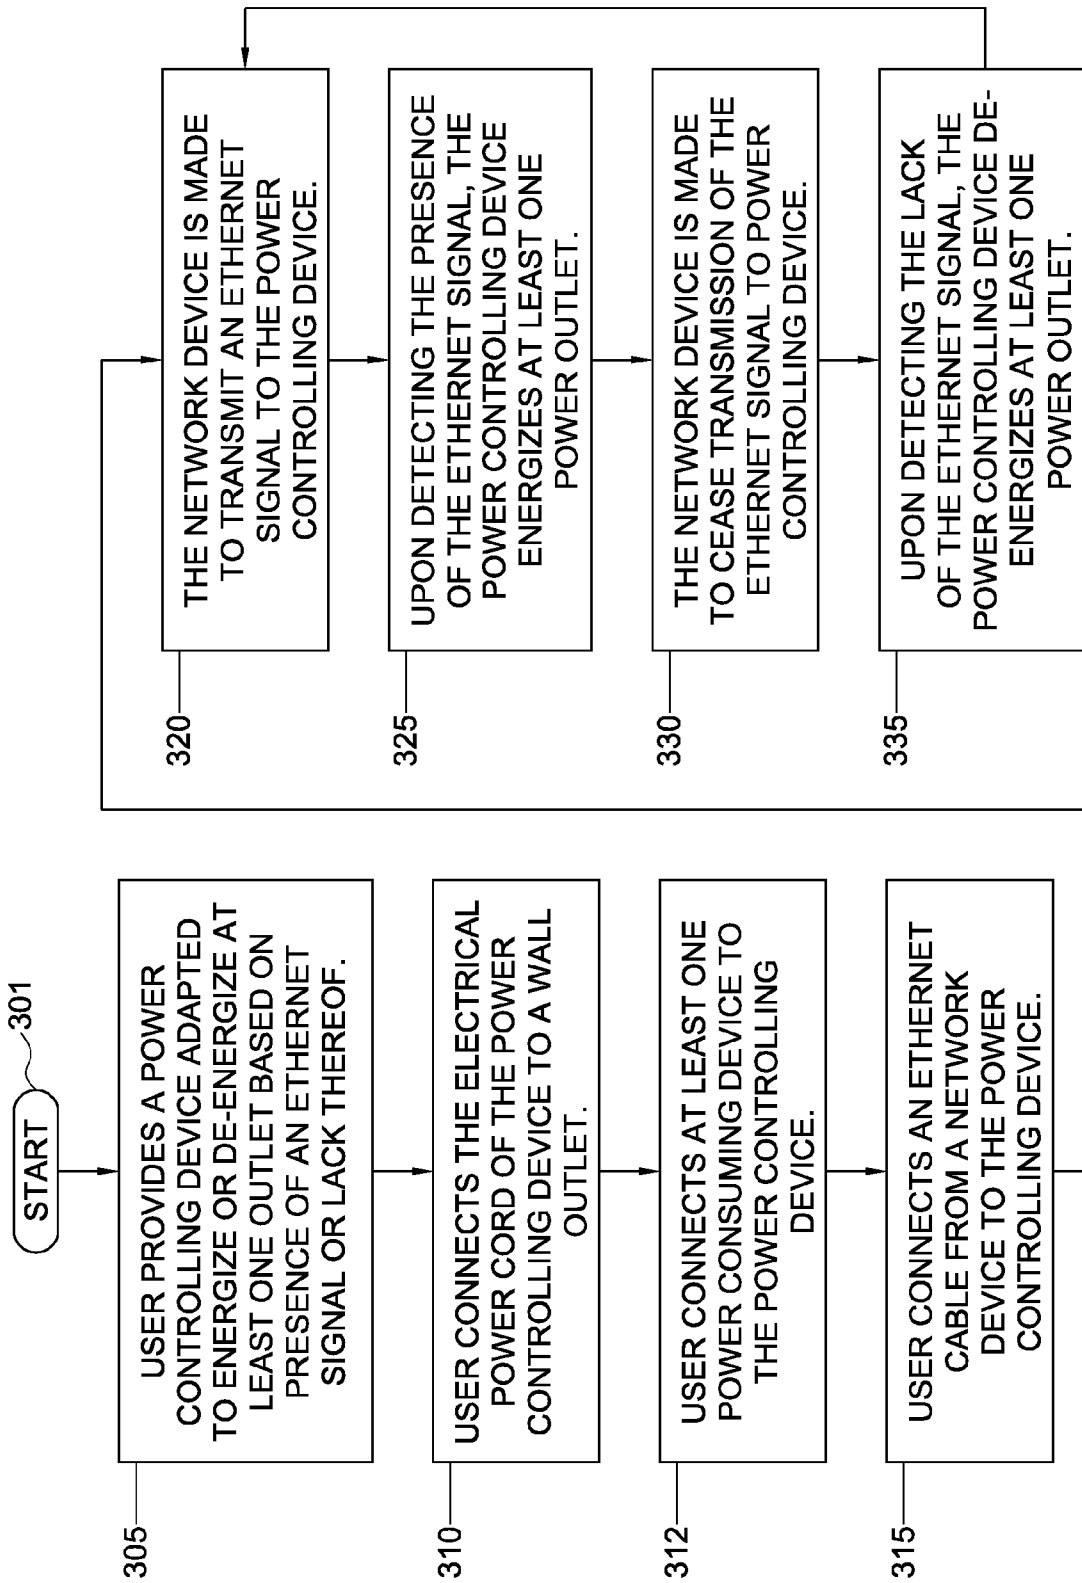 START
301
305
USER PROVIDES A POWER
CONTROLLING DEVICE ADAPTED
TO ENERGIZE OR DE-ENERGIZE AT
LEAST ONE OUTLET BASED ON
PRESENCE OF AN ETHERNET
SIGNAL OR LACK THEREOF.
310
USER CONNECTS THE ELECTRICAL
POWER CORD OF THE POWER
CONTROLLING DEVICE TO A WALL
OUTLET.
312
USER CONNECTS AT LEAST ONE
POWER CONSUMING DEVICE TO
THE POWER CONTROLLING
DEVICE.
315
USER CONNECTS AN ETHERNET
CABLE FROM A NETWORK
DEVICE TO THE POWER
CONTROLLING DEVICE.
320
THE NETWORK DEVICE IS MADE
TO TRANSMIT AN ETHERNET
SIGNAL TO THE POWER
CONTROLLING DEVICE.
325
UPON DETECTING THE PRESENCE
OF THE ETHERNET SIGNAL, THE
POWER CONTROLLING DEVICE
ENERGIZES AT LEAST ONE
POWER OUTLET.
330
THE NETWORK DEVICE IS MADE
TO CEASE TRANSMISSION OF THE
ETHERNET SIGNAL TO POWER
CONTROLLING DEVICE.
335
UPON DETECTING THE LACK
OF THE ETHERNET SIGNAL, THE
POWER CONTROLLING DEVICE DE-
ENERGIZES AT LEAST ONE
POWER OUTLET.